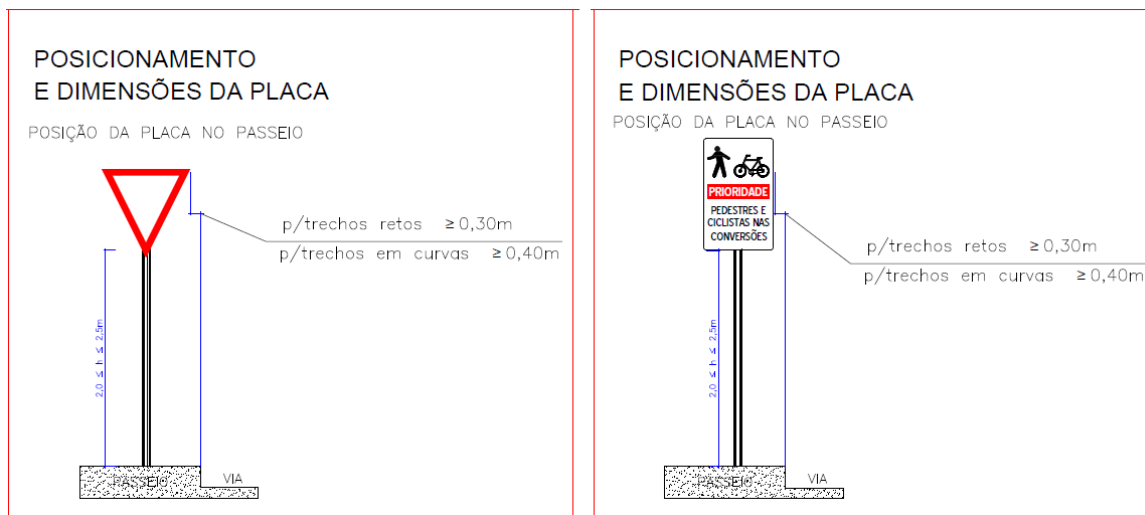 POSICIONAMENTO
E DIMENSÕES DA PLACA
POSIÇÃO DA PLACA NO PASSEIO
p/trechos retos ≥0,30m
p/trechos em curvas ≥0,40m
2,0 ≤ h ≤ 2,5m
PASSEIO
VIA
POSICIONAMENTO
E DIMENSÕES DA PLACA
POSIÇÃO DA PLACA NO PASSEIO
PRIORIDADE
PEDESTRES E
CICLISTAS NAS
CONVERSÕES
p/trechos retos ≥0,30m
p/trechos em curvas ≥0,40m
2,0 ≤ h ≤ 2,5m
PASSEIO
VIA